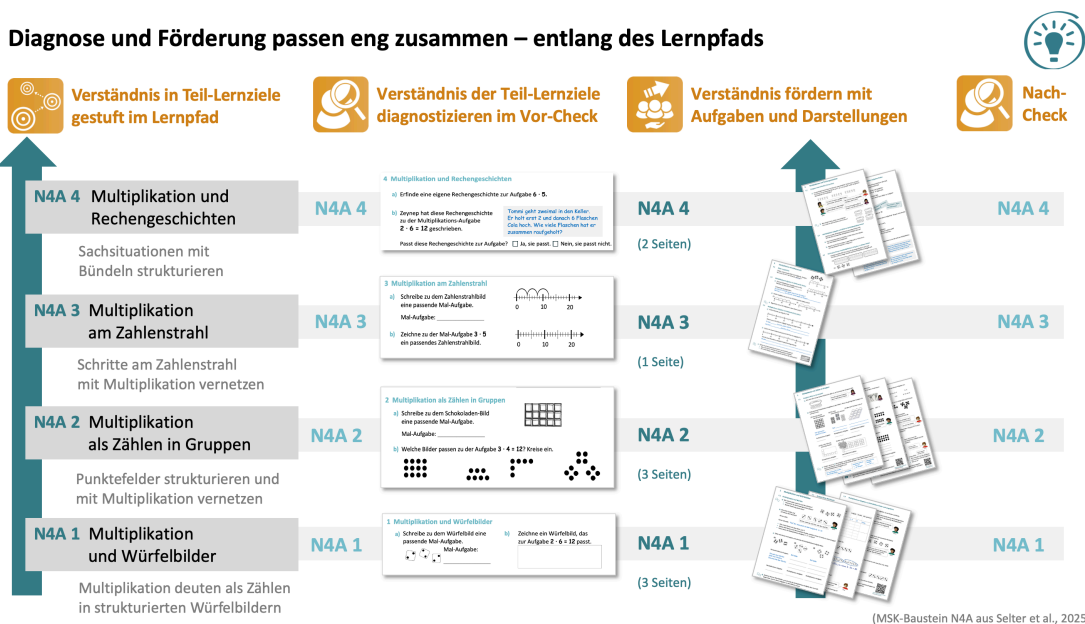 Diagnose und Förderung passen eng zusammen – entlang des Lernpfads
Verständnis in Teil-Lernziele
gestuft im Lernpfad
Verständnis der Teil-Lernziele
diagnostizieren im Vor-Check
Verständnis fördern mit
Aufgaben und Darstellungen
Nach-
Check
N4A 4 Multiplikation und
Rechengeschichten
Sachsituationen mit
Bündeln strukturieren
N4A 4
4 Multiplikation und Rechengeschichten
a) Erfinde eine eigene Rechengeschichte zur Aufgabe 6 · 5.
b) Zeynep hat diese Rechengeschichte
zu der Multiplikations-Aufgabe
2 · 6 = 12 geschrieben.
Tommi geht zweimal in den Keller.
Er holt erst 2 und danach 6 Flaschen
Cola hoch. Wie viele Flaschen hat er
zusammen raufgeholt?
Passt diese Rechengeschichte zur Aufgabe? Ja, sie passt. Nein, sie passt nicht.
N4A 4
(2 Seiten)
N4A 4
N4A 3 Multiplikation
am Zahlenstrahl
Schritte am Zahlenstrahl
mit Multiplikation vernetzen
N4A 3
3 Multiplikation am Zahlenstrahl
a) Schreibe zu dem Zahlenstrahlbild
eine passende Mal-Aufgabe.
Mal-Aufgabe:
0 10 20
b) Zeichne zu der Mal-Aufgabe 3 · 5
ein passendes Zahlenstrahlbild.
0 10 20
N4A 3
(1 Seite)
N4A 3
N4A 2 Multiplikation
als Zählen in Gruppen
Punktefelder strukturieren und
mit Multiplikation vernetzen
N4A 2
2 Multiplikation als Zählen in Gruppen
a) Schreibe zu dem Schokoladen-Bild
eine passende Mal-Aufgabe.
Mal-Aufgabe:
b) Welche Bilder passen zu der Aufgabe 3 · 4 = 12? Kreise ein.
N4A 2
(3 Seiten)
N4A 2
N4A 1 Multiplikation
und Würfelbilder
Multiplikation deuten als Zählen
in strukturierten Würfelbildern
N4A 1
1 Multiplikation und Würfelbilder
a) Schreibe zu dem Würfelbild eine
passende Mal-Aufgabe.
Mal-Aufgabe:
b) Zeichne ein Würfelbild, das
zur Aufgabe 2 · 6 = 12 passt.
N4A 1
(3 Seiten)
N4A 1
(MSK-Baustein N4A aus Selter et al., 2025